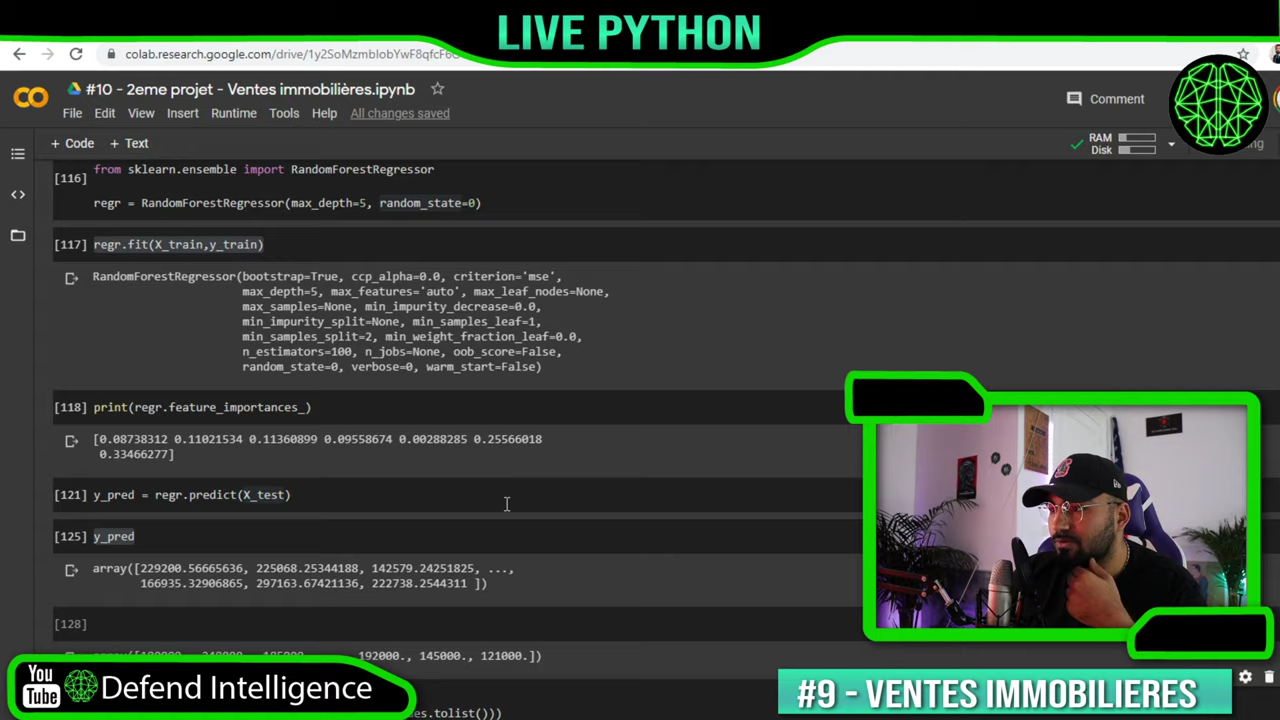 LIVE PYTHON
colab.research.google.com/drive/1y2SoMzmblobYwF8qfcF6
#10 - 2eme projet - Ventes immobilières.ipynb
File Edit View Insert Runtime Tools Help All changes saved
Comment
+ Code + Text
RAM
Disk
[116] from sklearn.ensemble import RandomForestRegressor
regr = RandomForestRegressor(max_depth=5, random_state=0)
[117] regr.fit(X_train,y_train)
RandomForestRegressor(bootstrap=True, ccp_alpha=0.0, criterion='mse',
max_depth=5, max_features='auto', max_leaf_nodes=None,
max_samples=None, min_impurity_decrease=0.0,
min_impurity_split=None, min_samples_leaf=1,
min_samples_split=2, min_weight_fraction_leaf=0.0,
n_estimators=100, n_jobs=None, oob_score=False,
random_state=0, verbose=0, warm_start=False)
[118] print(regr.feature_importances_)
[0.08738312 0.11021534 0.11360899 0.09558674 0.00288285 0.25566018
0.33466277]
[121] y_pred = regr.predict(X_test)
[125] y_pred
array([229200.56665636, 225068.25344188, 142579.24251825, ...,
166935.32906865, 297163.67421136, 222738.2544311 ])
[128]
192000., 145000., 121000.])
es.tolist()))
You Tube Defend Intelligence
#9 - VENTES IMMOBILIERES